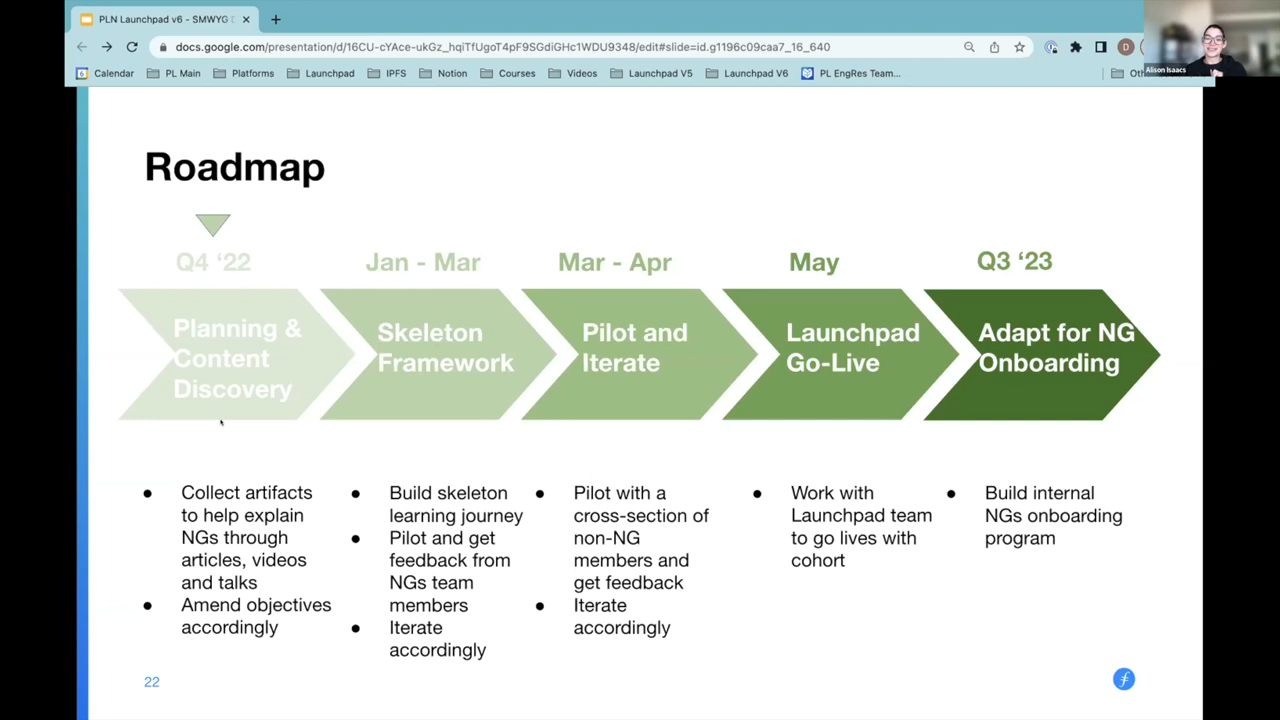 PLN Launchpad v6 - SMWYG
docs.google.com/presentation/d/16CU-cYAce-ukGz_hqiTfUgoT4pF9SGdiGHc1WDU9348/edit#slide=id.g1196c09caa7_16_640
D
Alison Isaacs
6 Calendar PL Main Platforms Launchpad IPFS Notion Courses Videos Launchpad V5 Launchpad V6 PL EngRes Team...
Roadmap
Q4 ‘22
Jan - Mar
Mar - Apr
May
Q3 ‘23
Planning &
Content
Discovery
Skeleton
Framework
Pilot and
Iterate
Launchpad
Go-Live
Adapt for NG
Onboarding
● Collect artifacts
to help explain
NGs through
articles, videos
and talks
● Amend objectives
accordingly
● Build skeleton
learning journey
● Pilot and get
feedback from
NGs team
members
● Iterate
accordingly
● Pilot with a
cross-section of
non-NG
members and
get feedback
● Iterate
accordingly
● Work with
Launchpad team
to go lives with
cohort
● Build internal
NGs onboarding
program
22